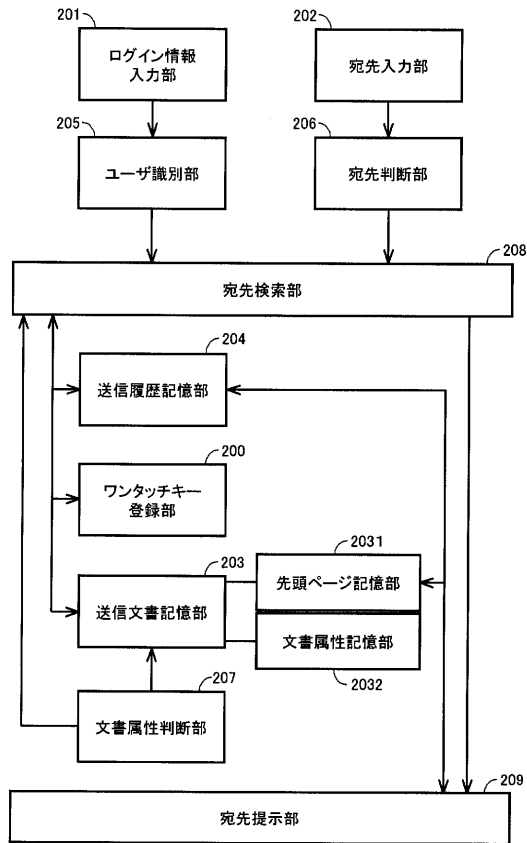 201
ログイン情報
入力部
202
宛先入力部
205
ユーザ識別部
206
宛先判断部
208
宛先検索部
204
送信履歴記憶部
200
ワンタッチキー
登録部
203
送信文書記憶部
2031
先頭ページ記憶部
文書属性記憶部
2032
207
文書属性判断部
209
宛先提示部